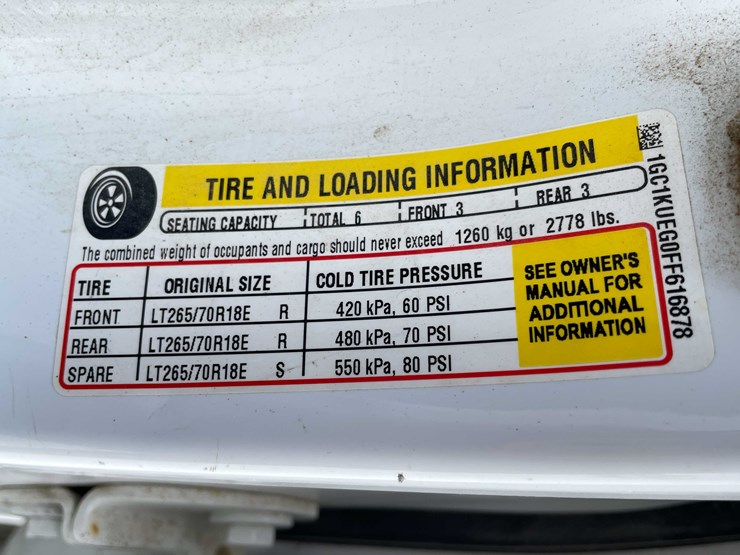 TIRE AND LOADING INFORMATION
SEATING CAPACITY TOTAL 6 FRONT 3 REAR 3
The combined weight of occupants and cargo should never exceed 1260 kg or 2778 lbs.
TIRE ORIGINAL SIZE COLD TIRE PRESSURE
FRONT LT265/70R18E R 420 kPa, 60 PSI
REAR LT265/70R18E R 480 kPa, 70 PSI
SPARE LT265/70R18E S 550 kPa, 80 PSI
SEE OWNER'S
MANUAL FOR
ADDITIONAL
INFORMATION
1GC1KUEG0FF616878